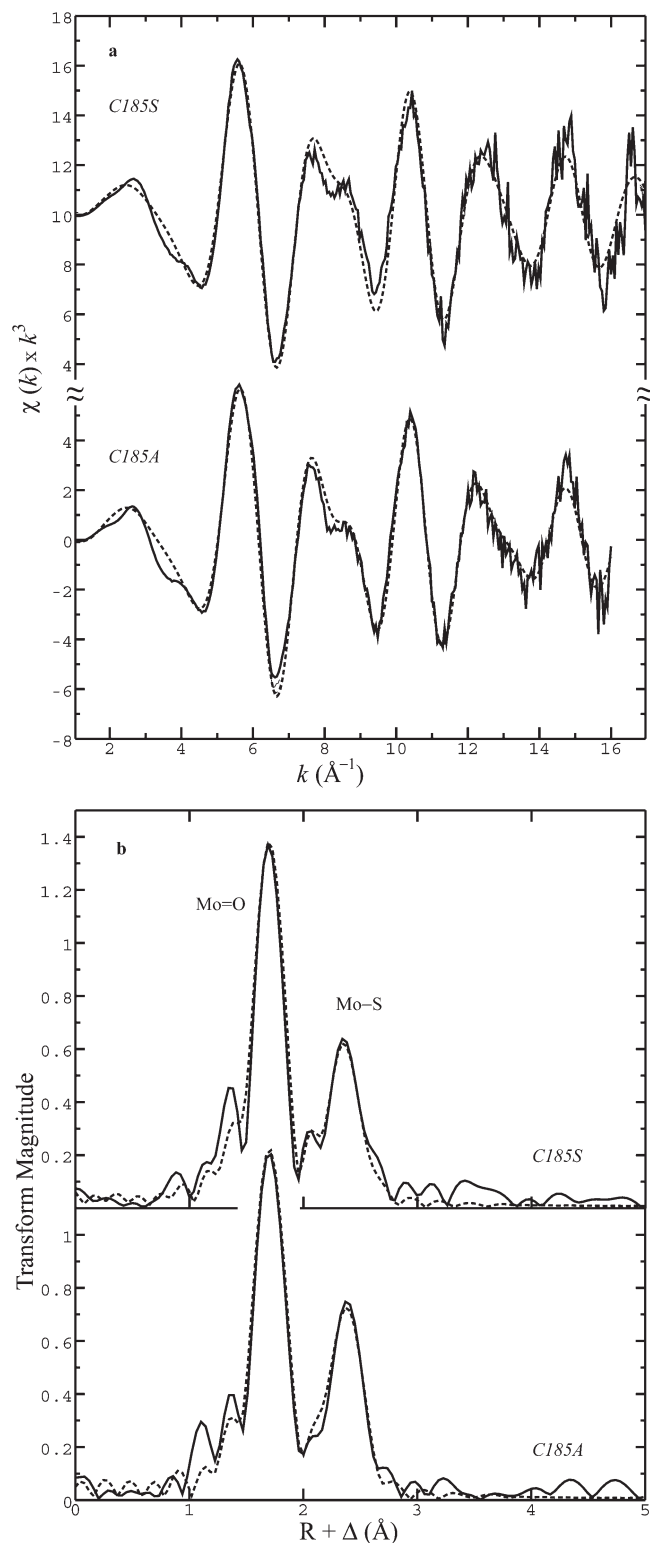 a
18
16
C185S
14
12
10
8
6
4
χ (k) x k³
≈ ≈
C185A
4
2
0
-2
-4
-6
-8
2 4 6 8 10 12 14 16
k (Å⁻¹)
b
1.4
Mo=O
1.2
1
Mo–S
0.8
0.6
0.4
0.2
C185S
Transform Magnitude
1
0.8
0.6
0.4
0.2
C185A
0
0 1 2 3 4 5
R + Δ (Å)